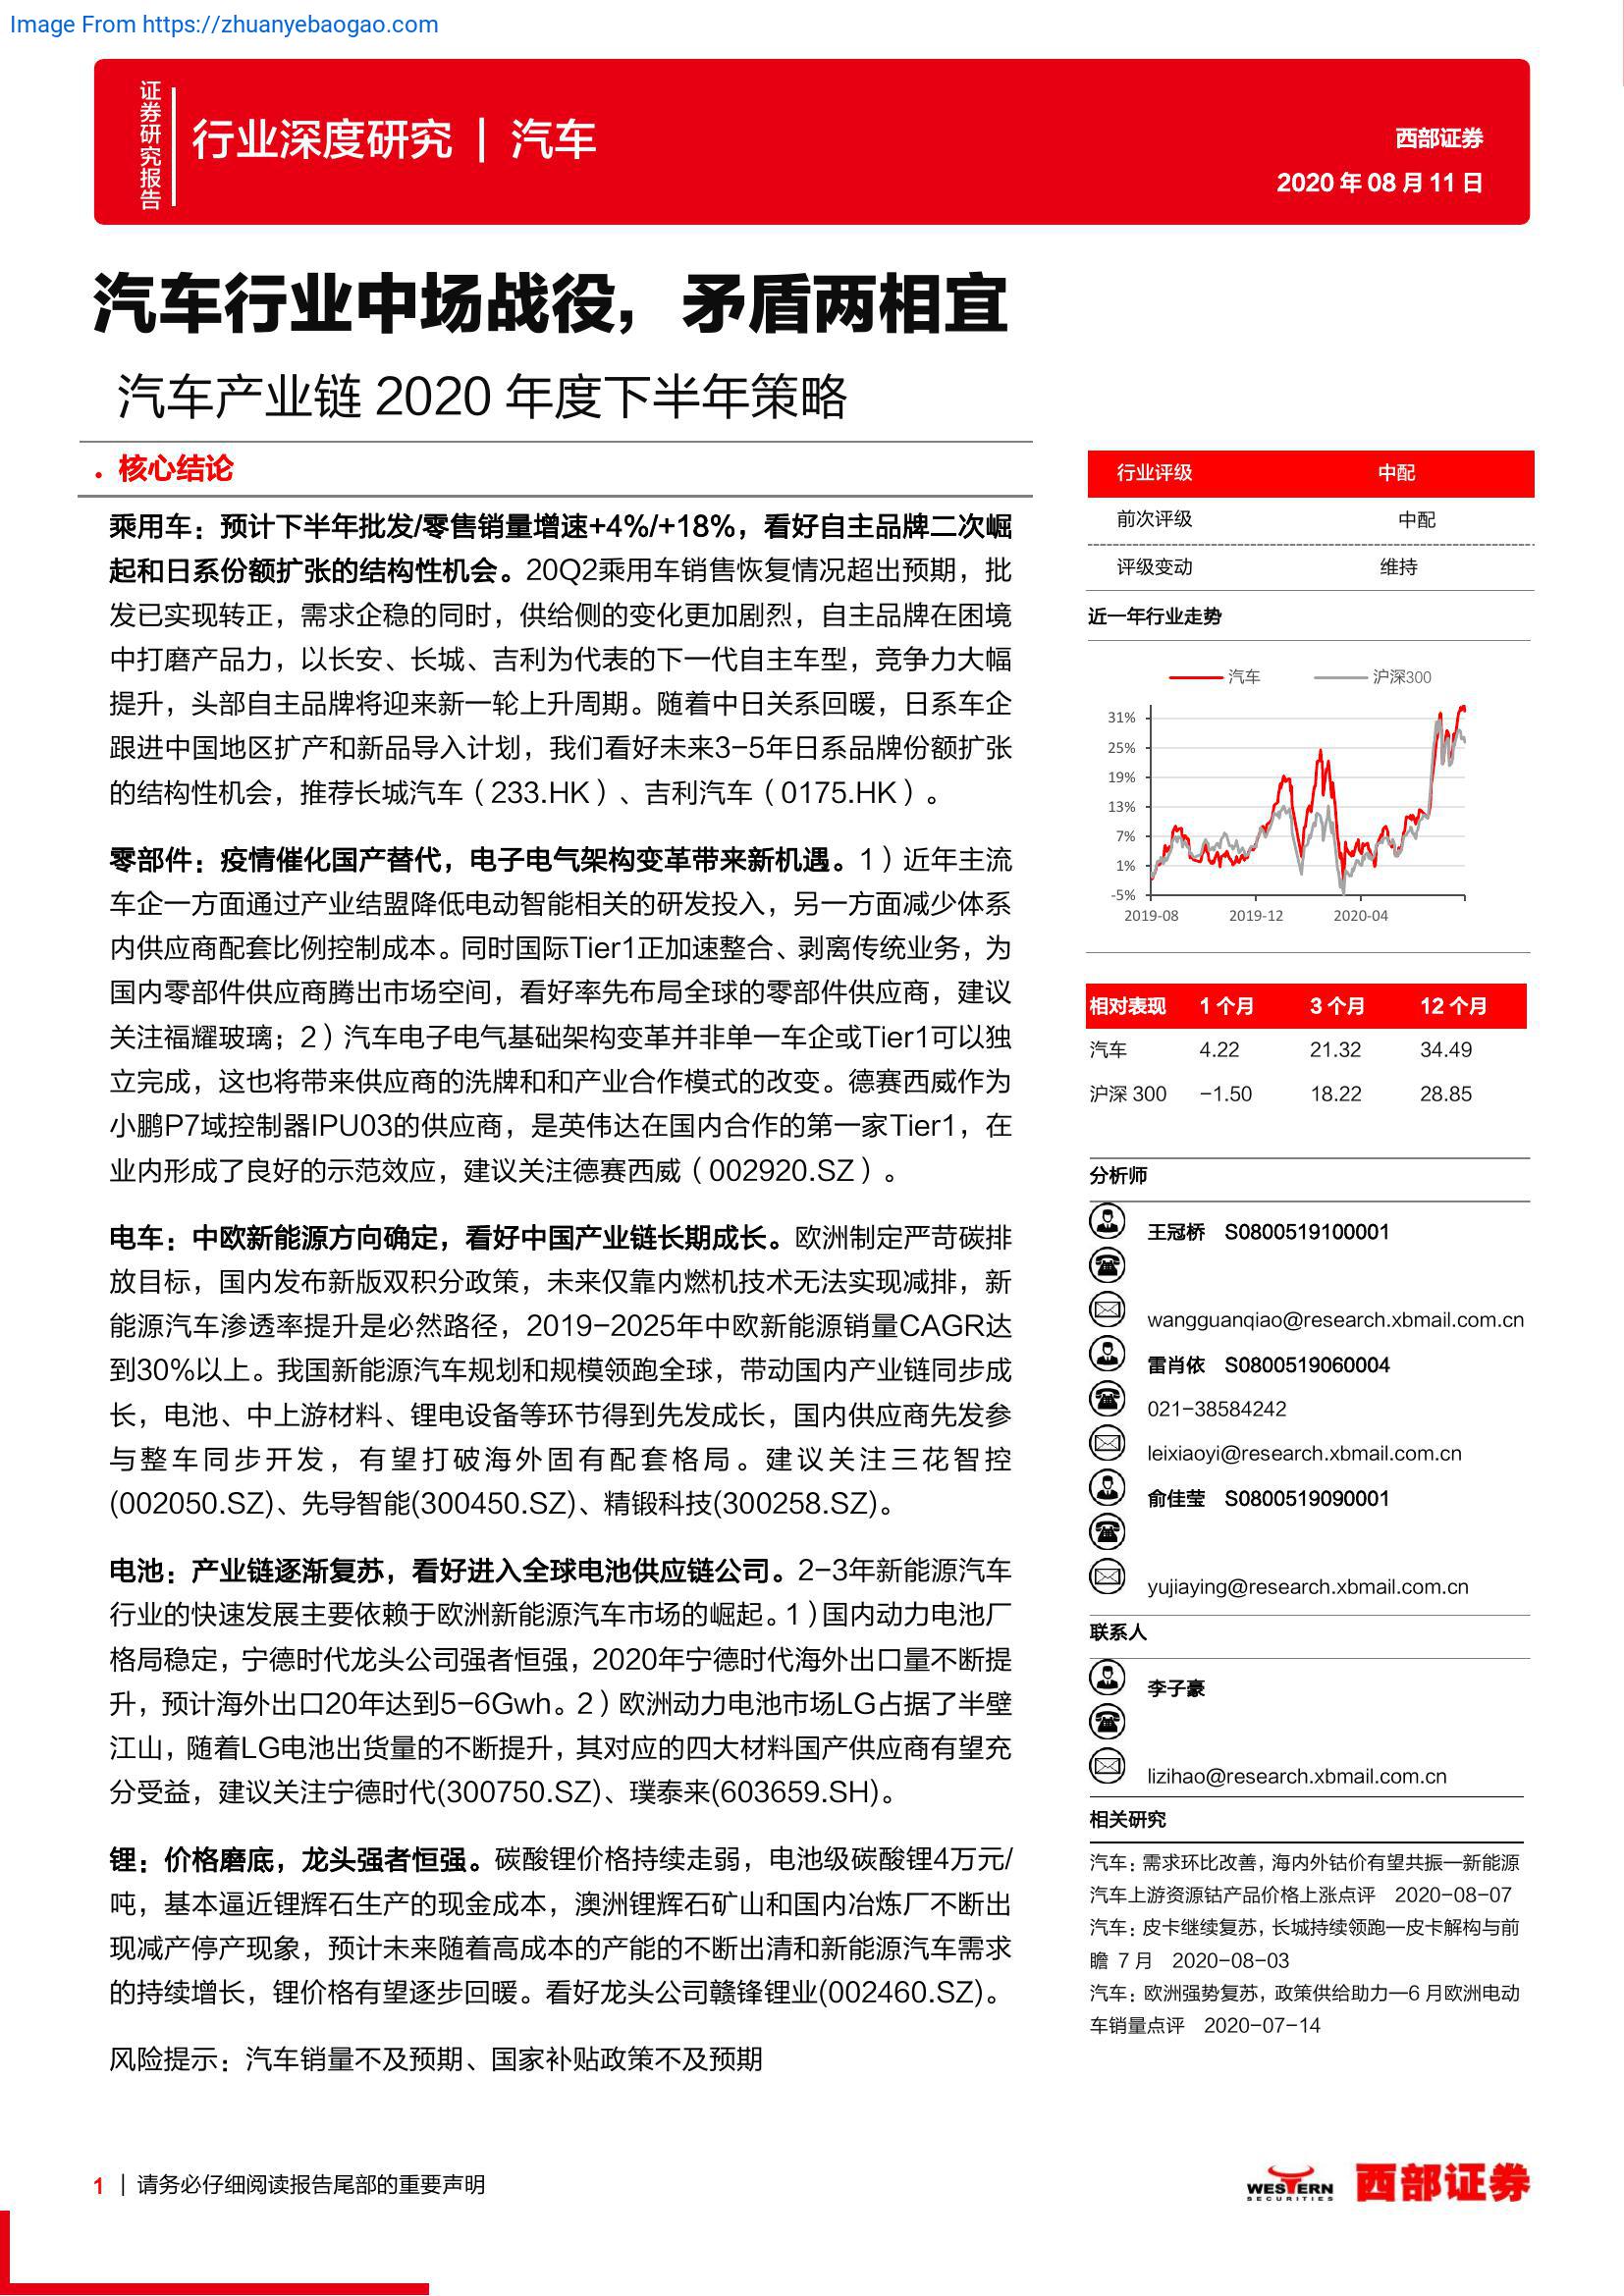 Image From https://zhuanyebaogao.com
证券研究报告
行业深度研究 | 汽车
西部证券
2020 年 08 月 11 日
汽车行业中场战役，矛盾两相宜
汽车产业链 2020 年度下半年策略
• 核心结论
乘用车：预计下半年批发/零售销量增速+4%/+18%，看好自主品牌二次崛
起和日系份额扩张的结构性机会。20Q2乘用车销售恢复情况超出预期，批
发已实现转正，需求企稳的同时，供给侧的变化更加剧烈，自主品牌在困境
中打磨产品力，以长安、长城、吉利为代表的下一代自主车型，竞争力大幅
提升，头部自主品牌将迎来新一轮上升周期。随着中日关系回暖，日系车企
跟进中国地区扩产和新品导入计划，我们看好未来3-5年日系品牌份额扩张
的结构性机会，推荐长城汽车（233.HK）、吉利汽车（0175.HK）。
零部件：疫情催化国产替代，电子电气架构变革带来新机遇。1）近年主流
车企一方面通过产业结盟降低电动智能相关的研发投入，另一方面减少体系
内供应商配套比例控制成本。同时国际Tier1正加速整合、剥离传统业务，为
国内零部件供应商腾出市场空间，看好率先布局全球的零部件供应商，建议
关注福耀玻璃；2）汽车电子电气基础架构变革并非单一车企或Tier1可以独
立完成，这也将带来供应商的洗牌和和产业合作模式的改变。德赛西威作为
小鹏P7域控制器IPU03的供应商，是英伟达在国内合作的第一家Tier1，在
业内形成了良好的示范效应，建议关注德赛西威（002920.SZ）。
电车：中欧新能源方向确定，看好中国产业链长期成长。欧洲制定严苛碳排
放目标，国内发布新版双积分政策，未来仅靠内燃机技术无法实现减排，新
能源汽车渗透率提升是必然路径，2019-2025年中欧新能源销量CAGR达
到30%以上。我国新能源汽车规划和规模领跑全球，带动国内产业链同步成
长，电池、中上游材料、锂电设备等环节得到先发成长，国内供应商先发参
与整车同步开发，有望打破海外固有配套格局。建议关注三花智控
(002050.SZ)、先导智能(300450.SZ)、精锻科技(300258.SZ)。
电池：产业链逐渐复苏，看好进入全球电池供应链公司。2-3年新能源汽车
行业的快速发展主要依赖于欧洲新能源汽车市场的崛起。1）国内动力电池厂
格局稳定，宁德时代龙头公司强者恒强，2020年宁德时代海外出口量不断提
升，预计海外出口20年达到5-6Gwh。2）欧洲动力电池市场LG占据了半壁
江山，随着LG电池出货量的不断提升，其对应的四大材料国产供应商有望充
分受益，建议关注宁德时代(300750.SZ)、璞泰来(603659.SH)。
锂：价格磨底，龙头强者恒强。碳酸锂价格持续走弱，电池级碳酸锂4万元/
吨，基本逼近锂辉石生产的现金成本，澳洲锂辉石矿山和国内冶炼厂不断出
现减产停产现象，预计未来随着高成本的产能的不断出清和新能源汽车需求
的持续增长，锂价格有望逐步回暖。看好龙头公司赣锋锂业(002460.SZ)。
风险提示：汽车销量不及预期、国家补贴政策不及预期
行业评级 中配
前次评级 中配
评级变动 维持
近一年行业走势
汽车 沪深300
31%
25%
19%
13%
7%
1%
-5%
2019-08 2019-12 2020-04
相对表现 1 个月 3 个月 12 个月
汽车 4.22 21.32 34.49
沪深 300 -1.50 18.22 28.85
分析师
王冠桥 S0800519100001
wangguanqiao@research.xbmail.com.cn
雷肖依 S0800519060004
021-38584242
leixiaoyi@research.xbmail.com.cn
俞佳莹 S0800519090001
yujiaying@research.xbmail.com.cn
联系人
李子豪
lizihao@research.xbmail.com.cn
相关研究
汽车：需求环比改善，海内外钴价有望共振—新能源
汽车上游资源钴产品价格上涨点评 2020-08-07
汽车：皮卡继续复苏，长城持续领跑—皮卡解构与前
瞻 7 月 2020-08-03
汽车：欧洲强势复苏，政策供给助力—6 月欧洲电动
车销量点评 2020-07-14
1 | 请务必仔细阅读报告尾部的重要声明
WESTERN
SECURITIES
西部证券